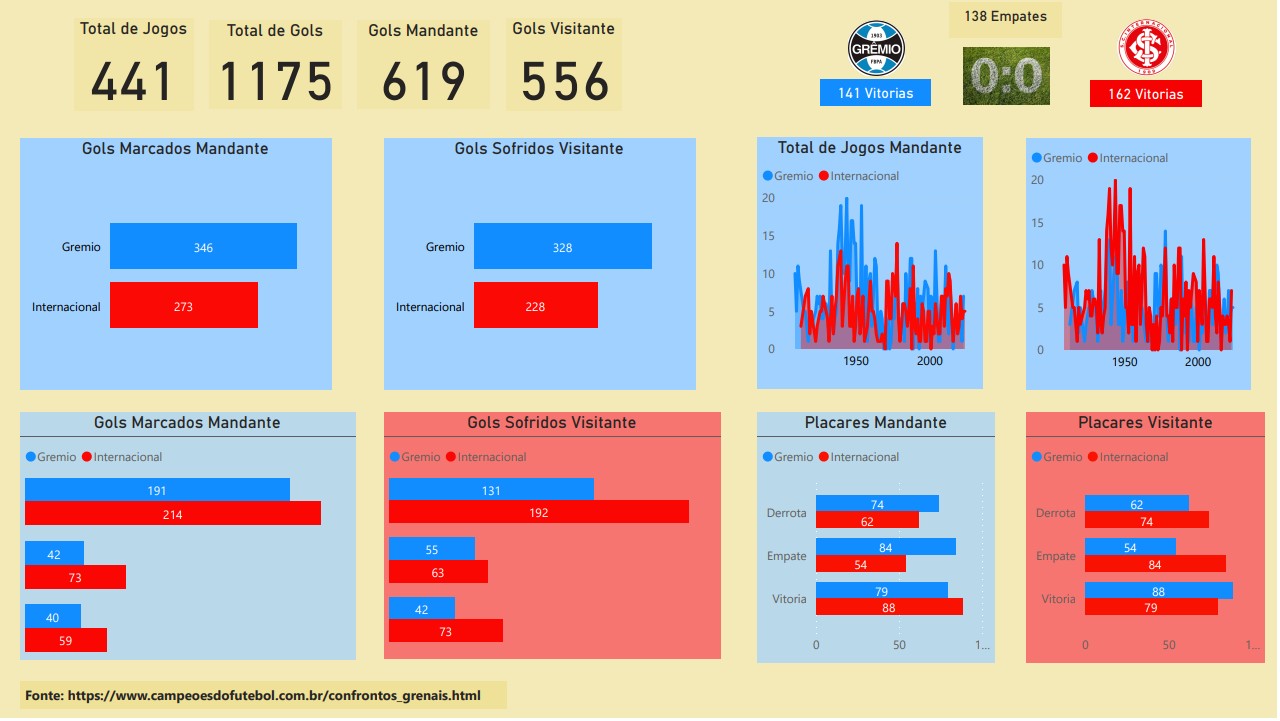 Total de Jogos
441
Total de Gols
1175
Gols Mandante
619
Gols Visitante
556
1903
GRÊMIO
FBPA
141 Vitorias
138 Empates
0:0
162 Vitorias
Gols Marcados Mandante
Gremio
346
Internacional
273
Gols Sofridos Visitante
Gremio
328
Internacional
228
Total de Jogos Mandante
Gremio Internacional
20
15
10
5
0
1950 2000
Gremio Internacional
20
15
10
5
0
1950 2000
Gols Marcados Mandante
Gremio Internacional
191
214
42
73
40
59
Gols Sofridos Visitante
Gremio Internacional
131
192
55
63
42
73
Placares Mandante
Gremio Internacional
Derrota
74
62
Empate
84
54
Vitoria
79
88
0 50 1...
Placares Visitante
Gremio Internacional
Derrota
62
74
Empate
54
84
Vitoria
88
79
0 50 1...
Fonte: https://www.campeoesdofutebol.com.br/confrontos_grenais.html